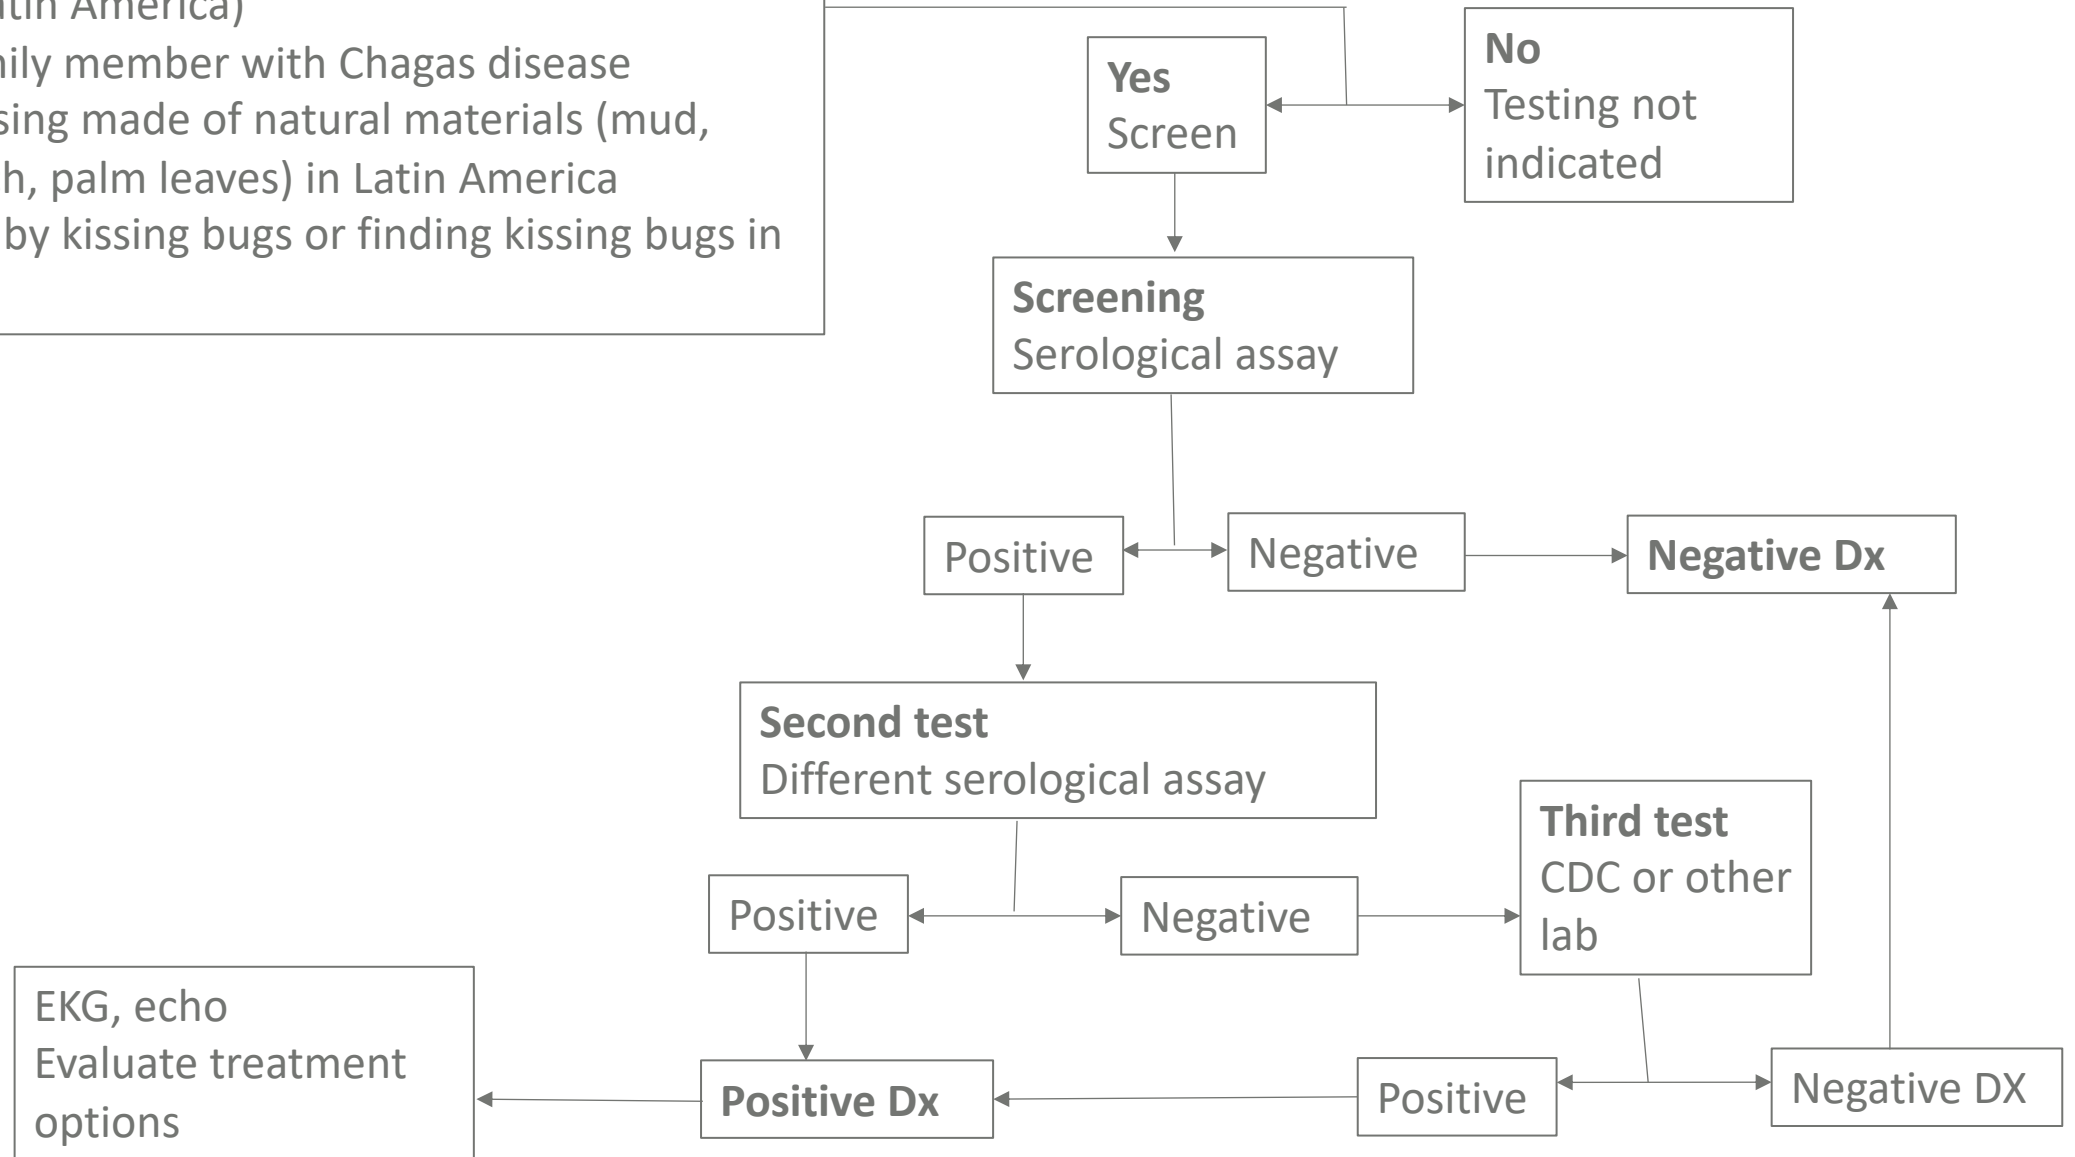 America)
member with Chagas disease
made of natural materials (mud,
palm leaves) in Latin America
by kissing bugs or finding kissing bugs in
Yes
Screen
No
Testing not
indicated
Screening
Serological assay
Positive
Negative
Negative Dx
Second test
Different serological assay
Third test
CDC or other
lab
Positive
Negative
EKG, echo
Evaluate treatment
options
Positive Dx
Positive
Negative DX